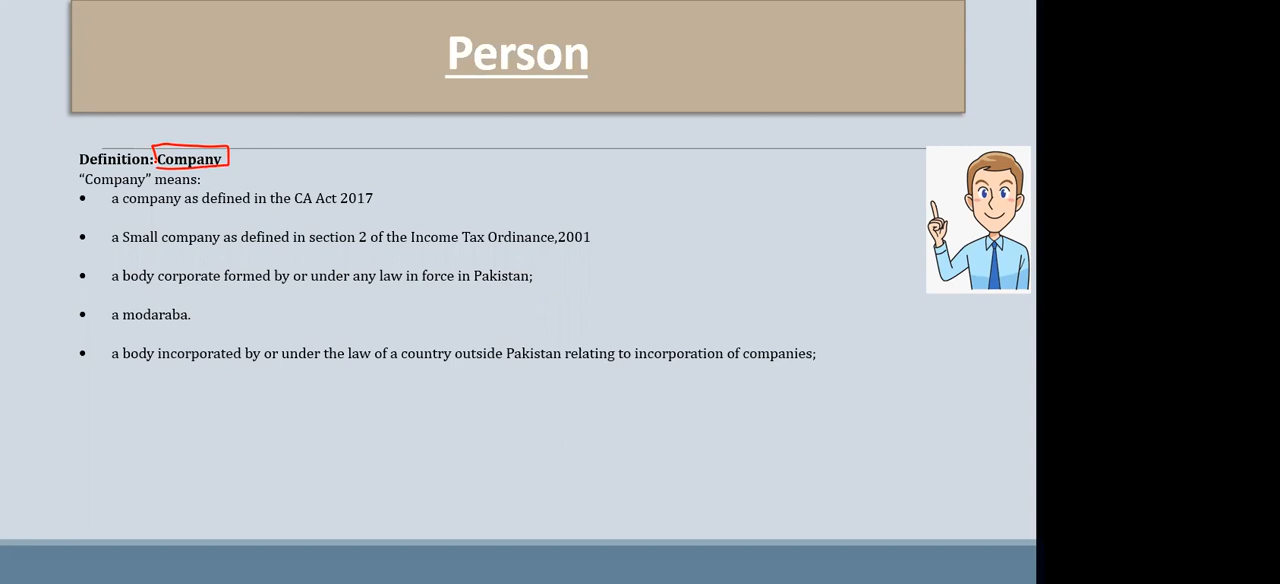 Person
Definition: Company
“Company” means:
• a company as defined in the CA Act 2017
• a Small company as defined in section 2 of the Income Tax Ordinance,2001
• a body corporate formed by or under any law in force in Pakistan;
• a modaraba.
• a body incorporated by or under the law of a country outside Pakistan relating to incorporation of companies;